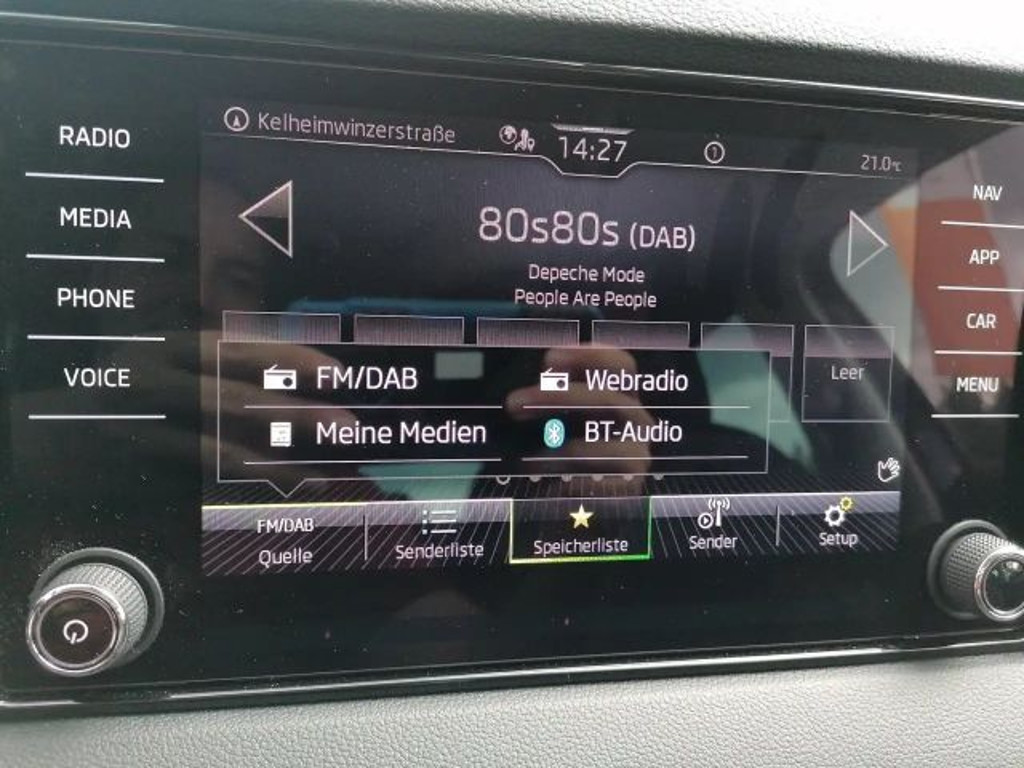 Kelheimwinzerstraße
14:27
1
21.0°C
RADIO
MEDIA
PHONE
VOICE
80s80s (DAB)
Depeche Mode
People Are People
NAV
APP
CAR
MENU
FM/DAB
Webradio
Meine Medien
BT-Audio
Leer
FM/DAB
Quelle
Senderliste
Speicherliste
Sender
Setup